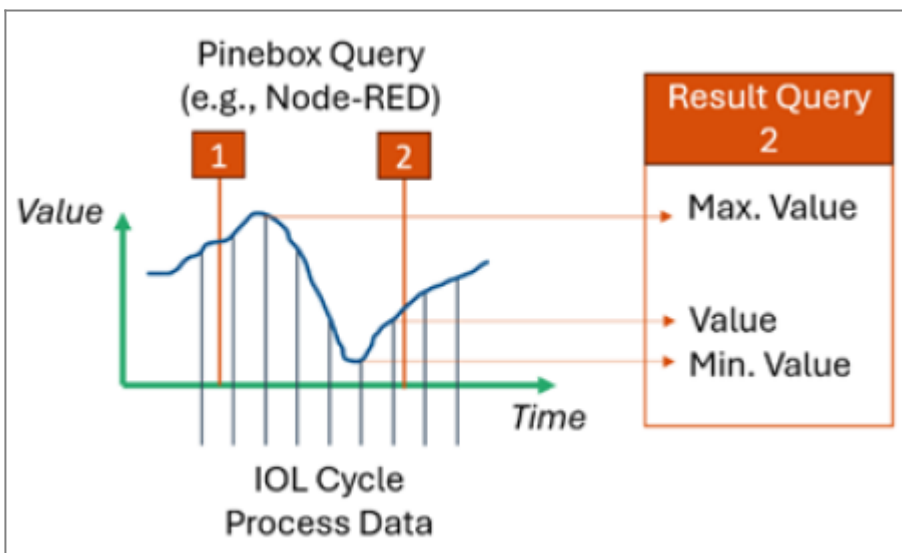 Pinebox Query
(e.g., Node-RED)
1
2
Result Query
2
Value
Max. Value
Value
Min. Value
Time
IOL Cycle
Process Data